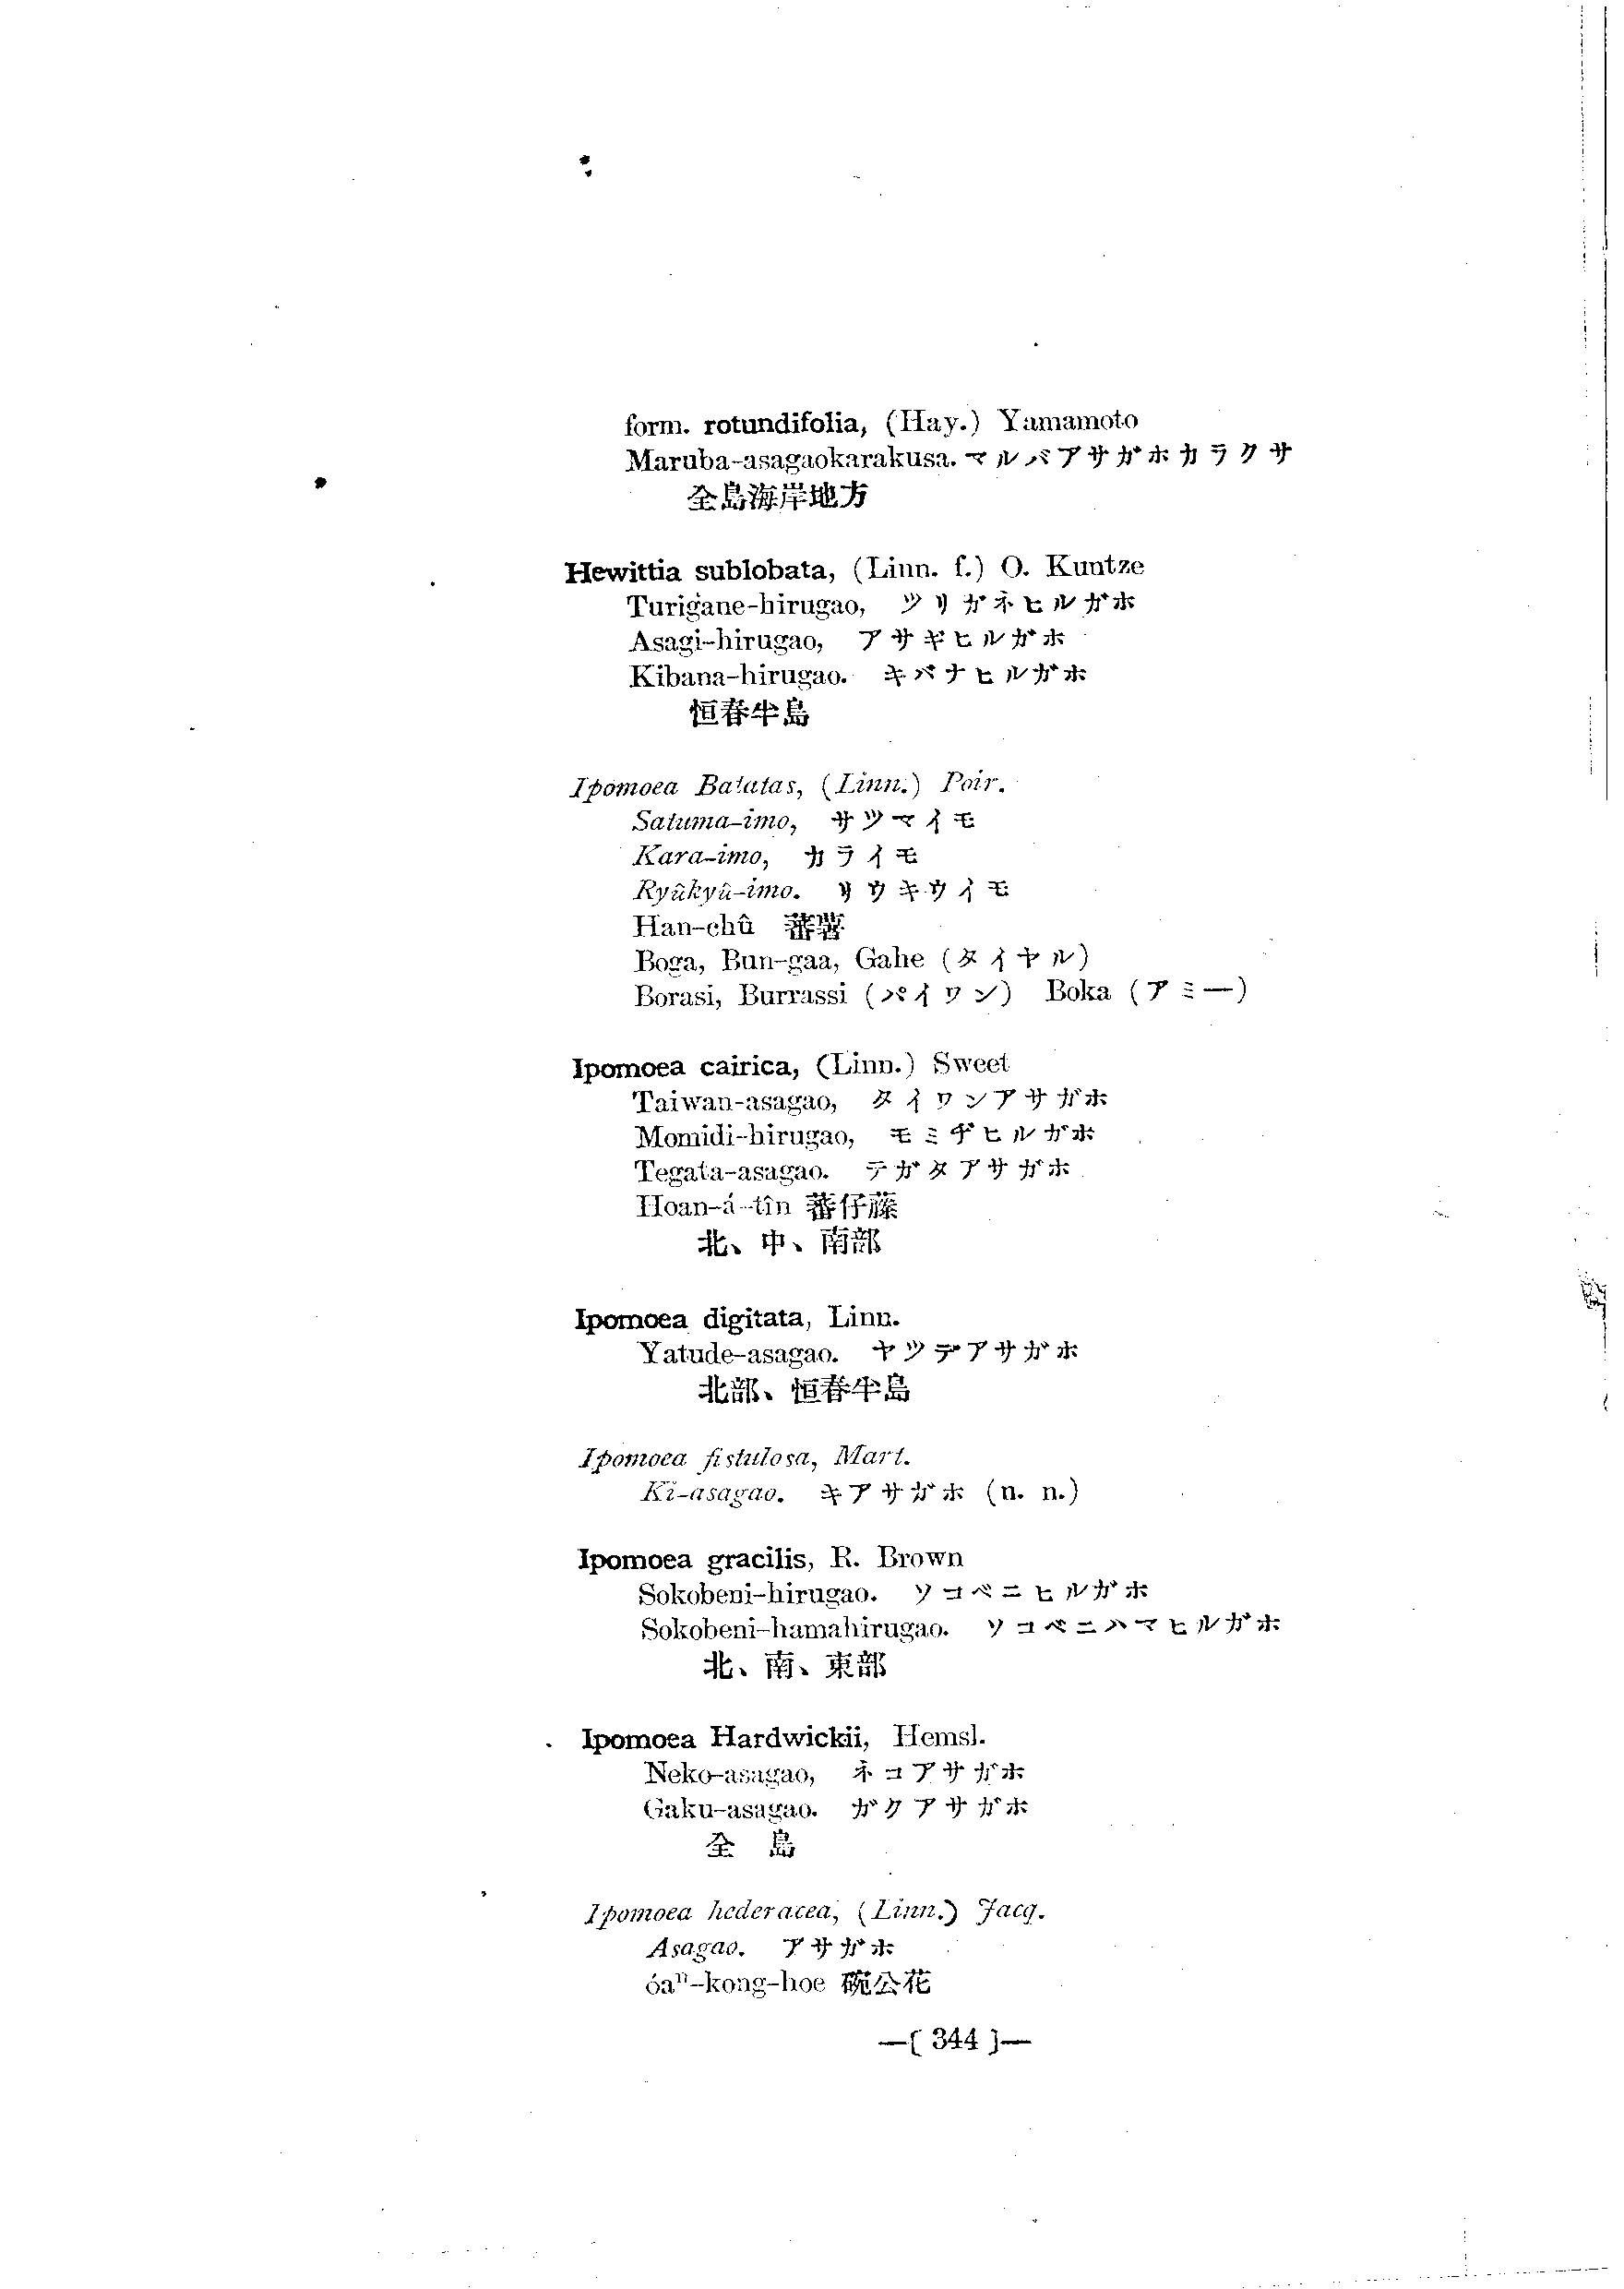 form. rotundifolia, (Hay.) Yamamoto
Maruba-asagaokarakusa. マルバアサガホカラクサ
全島海岸地方
Hewittia sublobata, (Linn. f.) O. Kuntze
Turigane-hirugao, ツリガネヒルガホ
Asagi-hirugao, アサギヒルガホ
Kibana-hirugao. キバナヒルガホ
恒春半島
Ipomoea Batatas, (Linn.) Poir.
Satuma-imo, サツマイモ
Kara-imo, カライモ
Ryûkyû-imo. リウキウイモ
Han-chû 蕃薯
Boga, Bun-gaa, Gahe (タイヤル)
Borasi, Burrassi (パイワン) Boka (アミー)
Ipomoea cairica, (Linn.) Sweet
Taiwan-asagao, タイワンアサガホ
Momidi-hirugao, モミヂヒルガホ
Tegata-asagao. テガタアサガホ
Hoan-á-tîn 蕃仔藤
北、中、南部
Ipomoea digitata, Linn.
Yatude-asagao. ヤツデアサガホ
北部、恒春半島
Ipomoea fistulosa, Mart.
Ki-asagao. キアサガホ (n. n.)
Ipomoea gracilis, R. Brown
Sokobeni-hirugao. ソコベニヒルガホ
Sokobeni-hamahirugao. ソコベニハマヒルガホ
北、南、東部
Ipomoea Hardwickii, Hemsl.
Neko-asagao, ネコアサガホ
Gaku-asagao. ガクアサガホ
全 島
Ipomoea hederacea, (Linn.) Jacq.
Asagao. アサガホ
óaⁿ-kong-hoe 碗公花
—( 344 )—